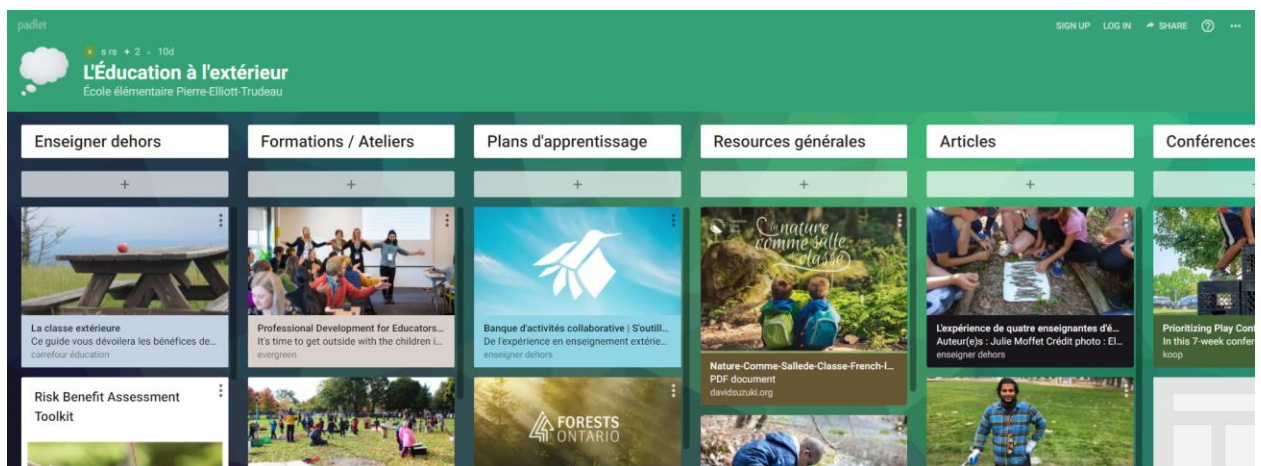 padlet
SIGN UP LOG IN SHARE
s rs + 2 • 10d
L'Éducation à l'extérieur
École élémentaire Pierre-Elliott-Trudeau
Enseigner dehors
Formations / Ateliers
Plans d'apprentissage
Resources générales
Articles
Conférences
+
+
+
+
+
La classe extérieure
Ce guide vous dévoilera les bénéfices de...
carrefour éducation
Risk Benefit Assessment
Toolkit
Professional Development for Educators...
It's time to get outside with the children i...
evergreen
Banque d'activités collaborative | S'outill...
De l'expérience en enseignement extérie...
enseigner dehors
FORESTS
ONTARIO
la nature
comme salle
de classe
Nature-Comme-Sallede-Classe-French-l...
PDF document
davidsuzuki.org
L'expérience de quatre enseignantes d'é...
Auteur(e)s : Julie Moffet Crédit photo : El...
enseigner dehors
Prioritizing Play Conf
In this 7-week confer
koop